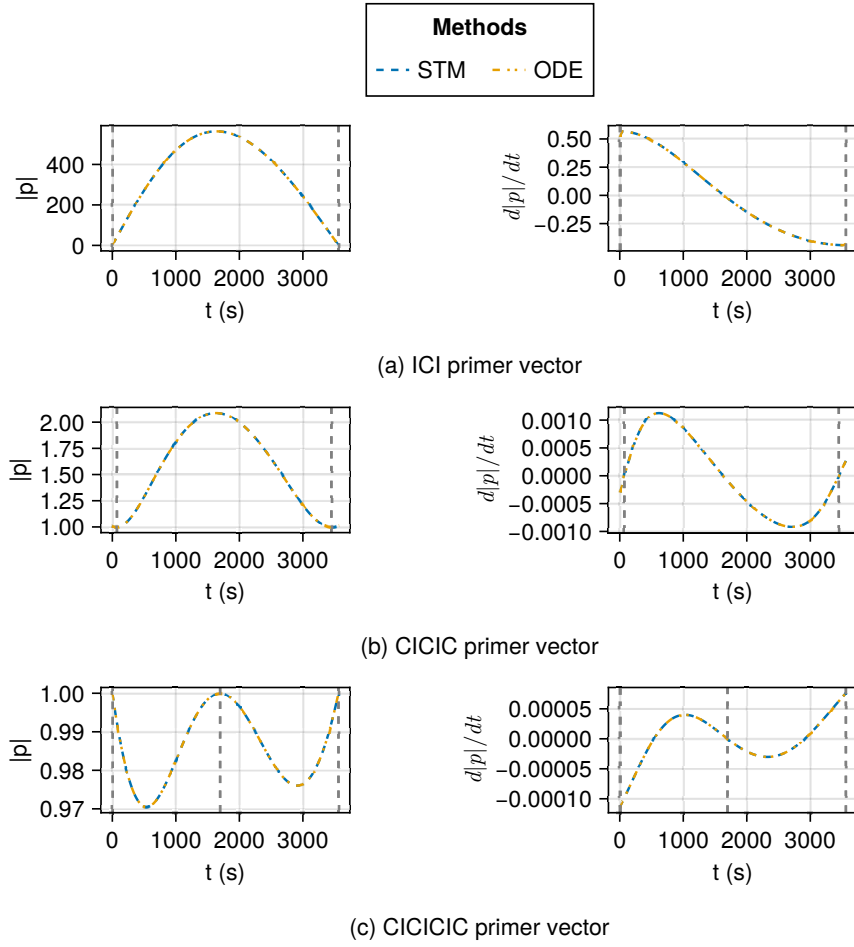 Methods
STM ODE
400
200
0
|p|
0 1000 2000 3000
t (s)
0.50
0.25
0.00
−0.25
d|p|/dt
0 1000 2000 3000
t (s)
(a) ICI primer vector
2.00
1.75
1.50
1.25
1.00
|p|
0 1000 2000 3000
t (s)
0.0010
0.0005
0.0000
−0.0005
−0.0010
d|p|/dt
0 1000 2000 3000
t (s)
(b) CICIC primer vector
1.00
0.99
0.98
0.97
|p|
0 1000 2000 3000
t (s)
0.00005
0.00000
−0.00005
−0.00010
d|p|/dt
0 1000 2000 3000
t (s)
(c) CICICIC primer vector